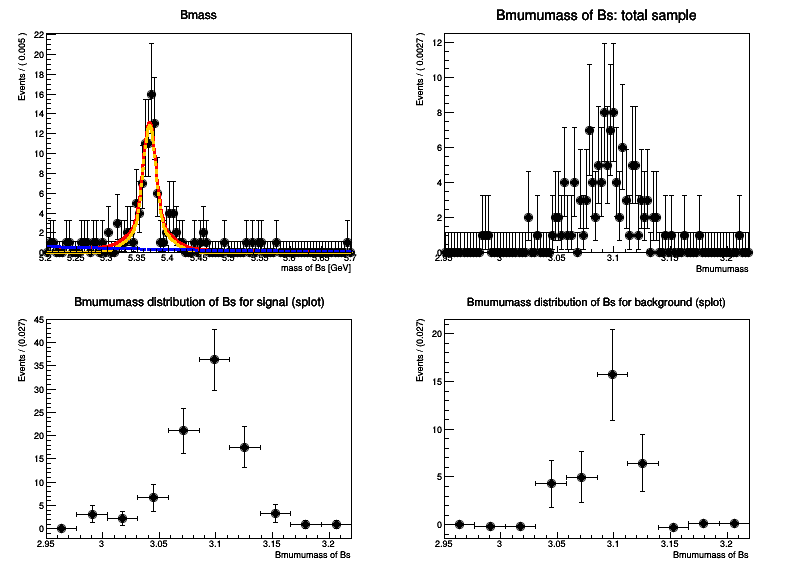 Bmass
Events / ( 0.005 )
22
20
18
16
14
12
10
8
6
4
2
0
5.2 5.25 5.3 5.35 5.4 5.45 5.5 5.55 5.6 5.65 5.7
mass of Bs [GeV]
Bmumumass of Bs: total sample
Events / ( 0.0027 )
12
10
8
6
4
2
0
2.95 3 3.05 3.1 3.15 3.2
Bmumumass
Bmumumass distribution of Bs for signal (splot)
Events / (0.027)
45
40
35
30
25
20
15
10
5
0
2.95 3 3.05 3.1 3.15 3.2
Bmumumass of Bs
Bmumumass distribution of Bs for background (splot)
Events / (0.027)
20
15
10
5
0
2.95 3 3.05 3.1 3.15 3.2
Bmumumass of Bs